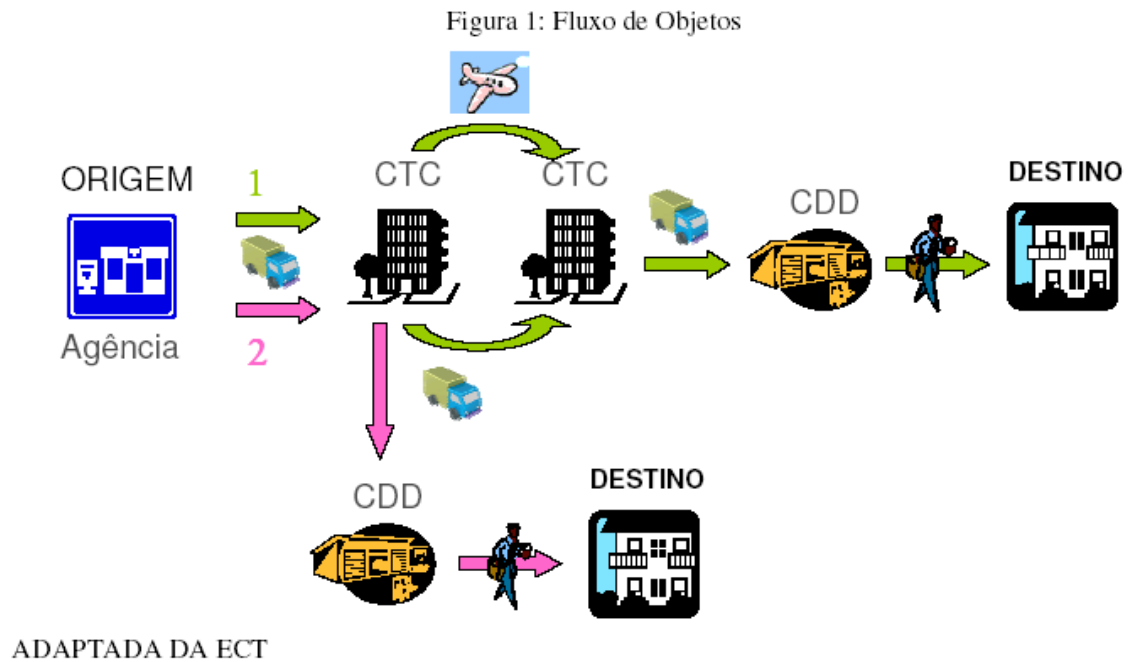 Figura 1: Fluxo de Objetos
ORIGEM
1
CTC
CTC
CDD
DESTINO
Agência
2
CDD
DESTINO
ADAPTADA DA ECT